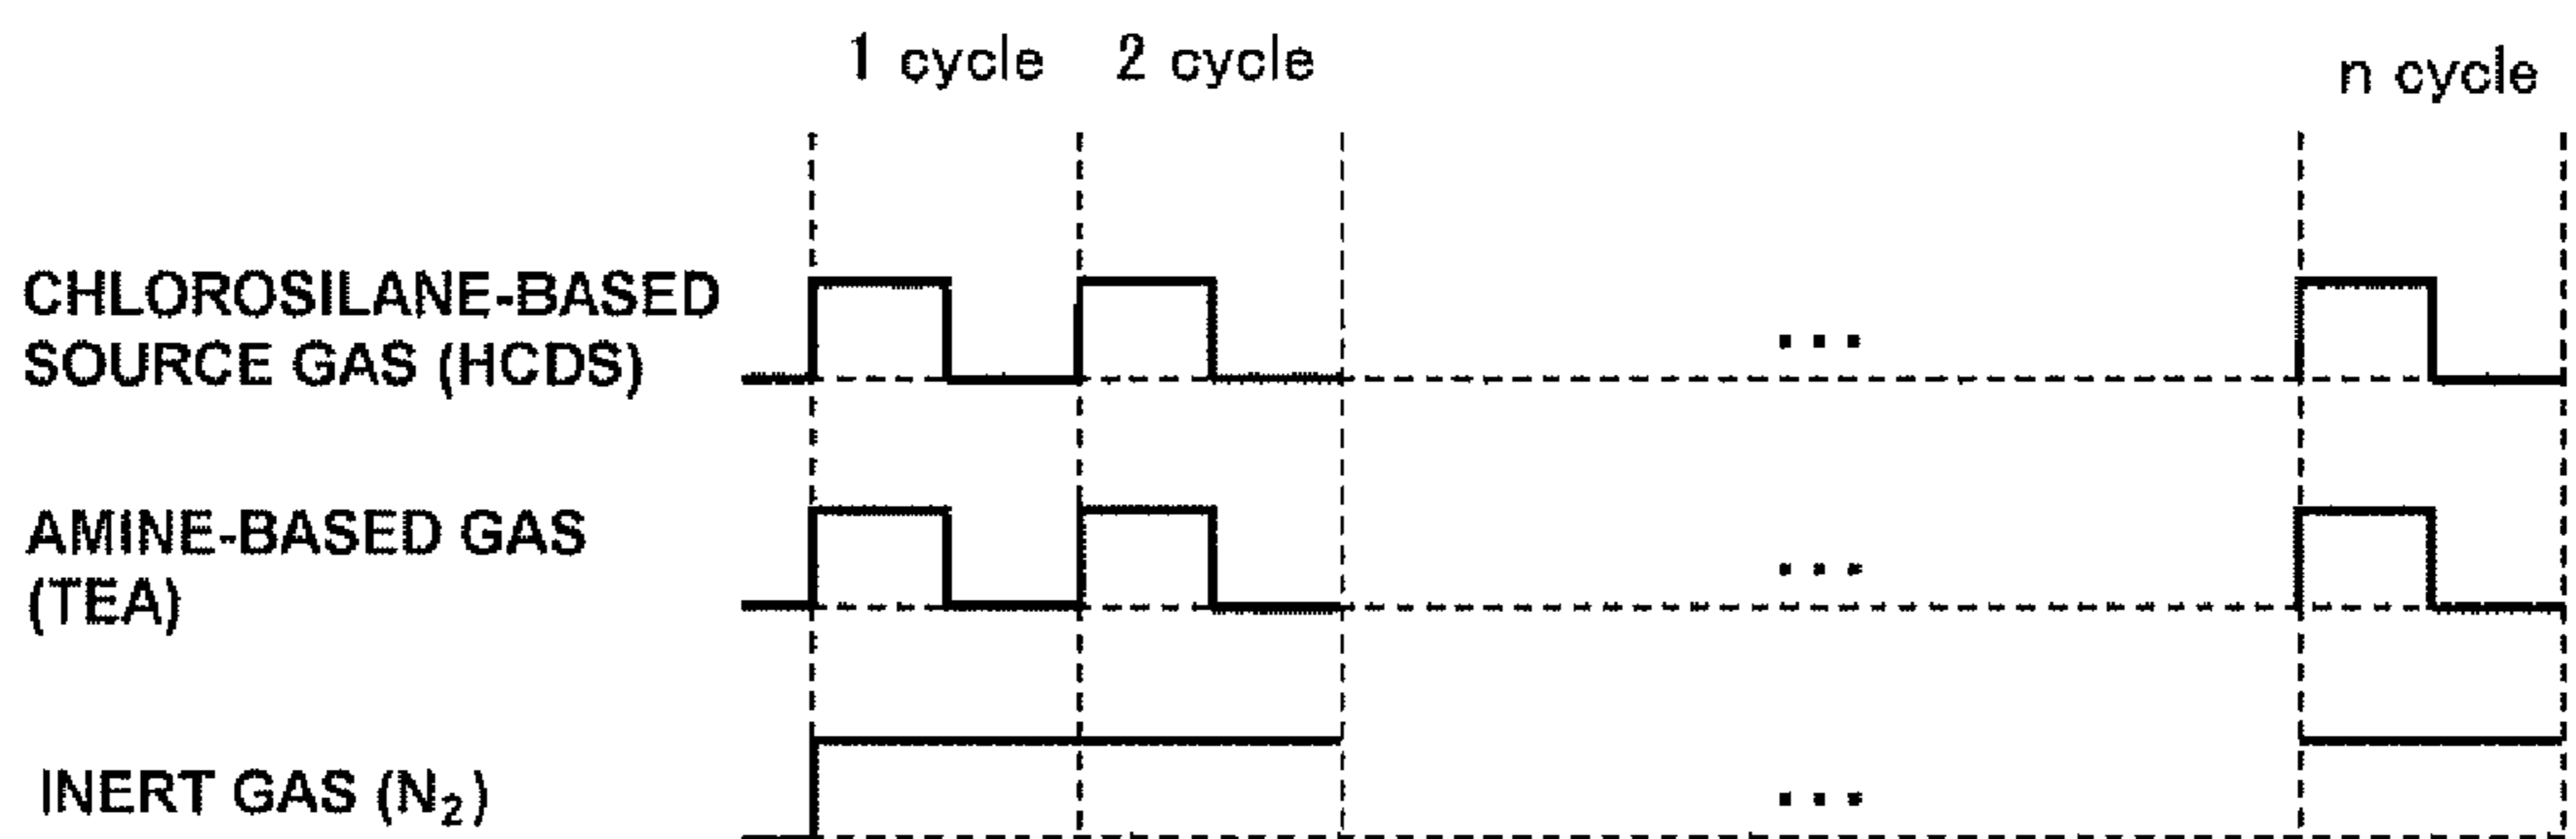 1 cycle 2 cycle n cycle
CHLOROSILANE-BASED
SOURCE GAS (HCDS)
...
AMINE-BASED GAS
(TEA)
...
INERT GAS (N₂)
...